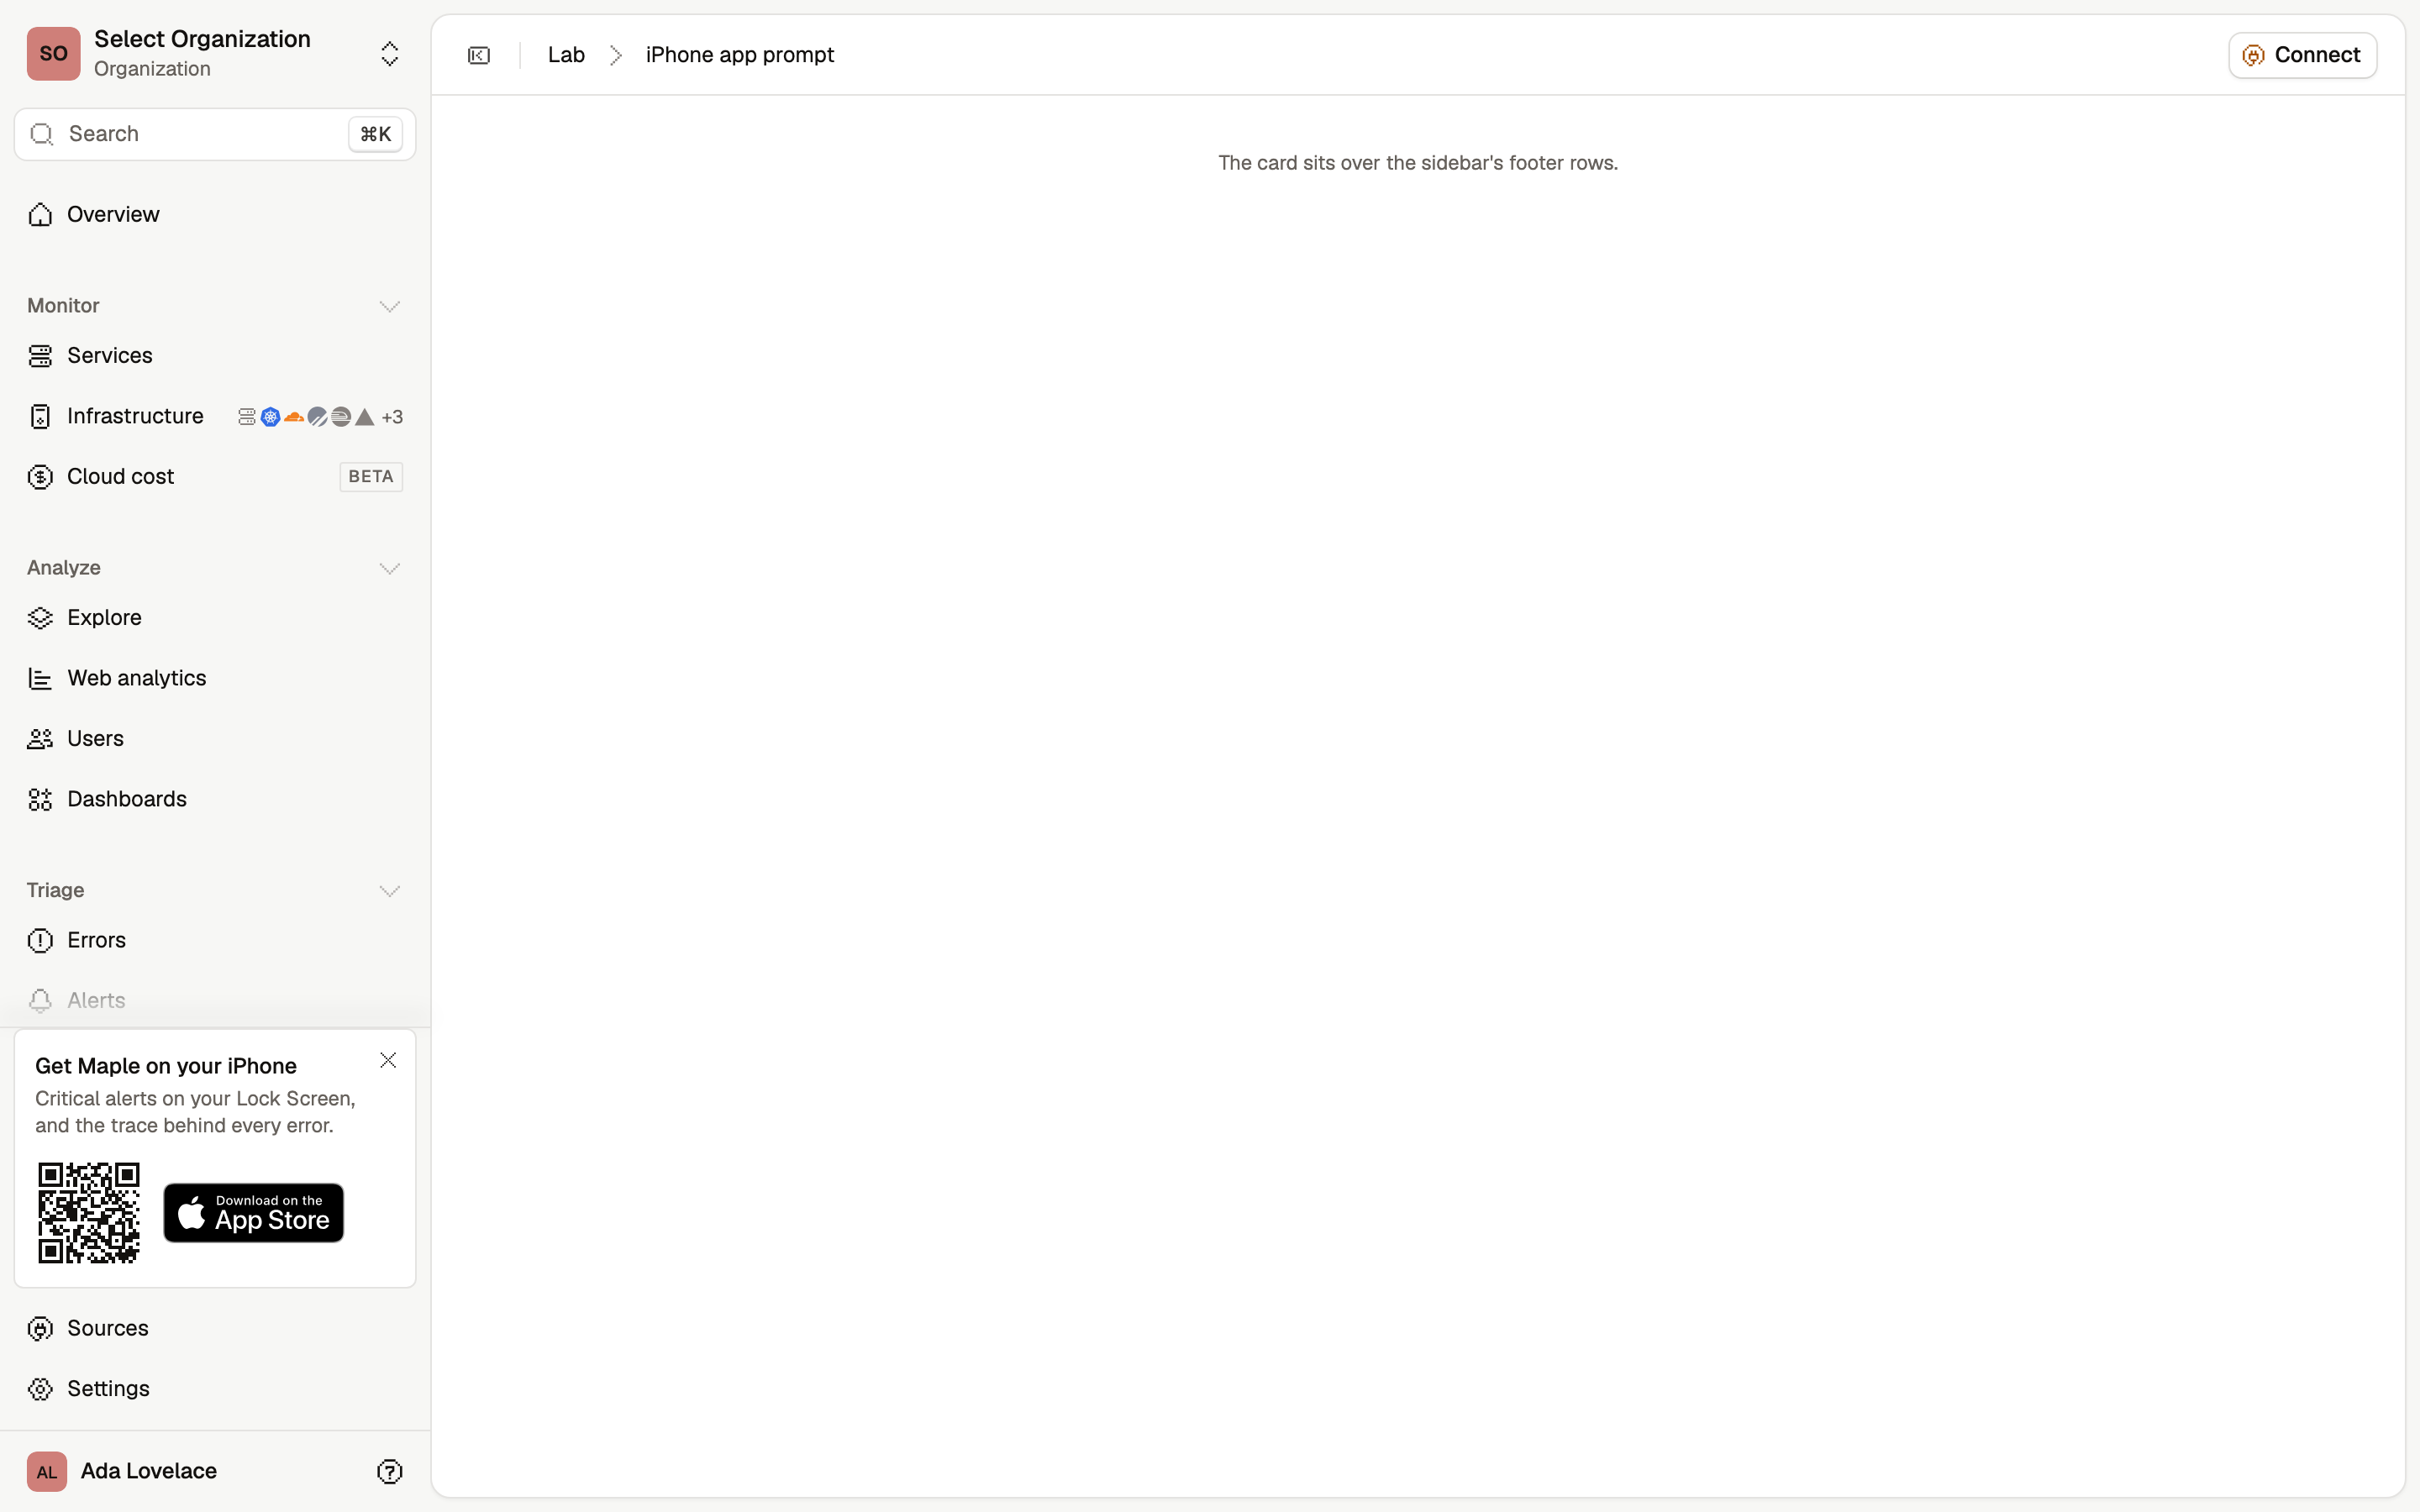 SO
Select Organization
Organization
Search
⌘K
Overview
Monitor
Services
Infrastructure +3
Cloud cost BETA
Analyze
Explore
Web analytics
Users
Dashboards
Triage
Errors
Alerts
Get Maple on your iPhone
Critical alerts on your Lock Screen,
and the trace behind every error.
Download on the
App Store
Sources
Settings
AL Ada Lovelace
Lab iPhone app prompt
Connect
The card sits over the sidebar's footer rows.